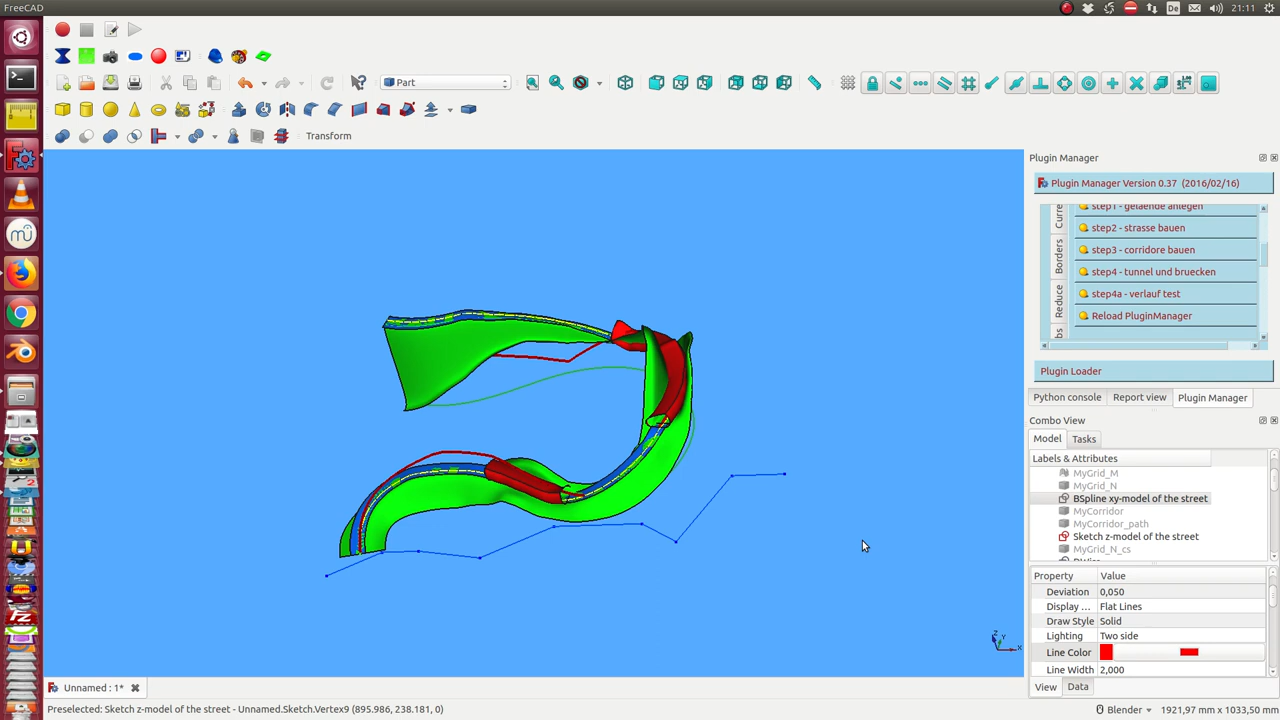 FreeCAD
De
21:11
Part
Transform
Plugin Manager
Plugin Manager Version 0.37 (2016/02/16)
step1 - gelaende anlegen
Curre
step2 - strasse bauen
Borders
step3 - corridore bauen
step4 - tunnel und bruecken
Reduce
step4a - verlauf test
Reload PluginManager
Plugin Loader
Python console
Report view
Plugin Manager
Combo View
Model
Tasks
Labels & Attributes
MyGrid_M
MyGrid_N
BSpline xy-model of the street
MyCorridor
MyCorridor_path
Sketch z-model of the street
MyGrid_N_cs
Property
Value
Deviation
0,050
Display ...
Flat Lines
Draw Style
Solid
Lighting
Two side
Line Color
Line Width
2,000
Unnamed : 1*
View
Data
Preselected: Sketch z-model of the street - Unnamed.Sketch.Vertex9 (895.986, 238.181, 0)
Blender
1921,97 mm x 1033,50 mm